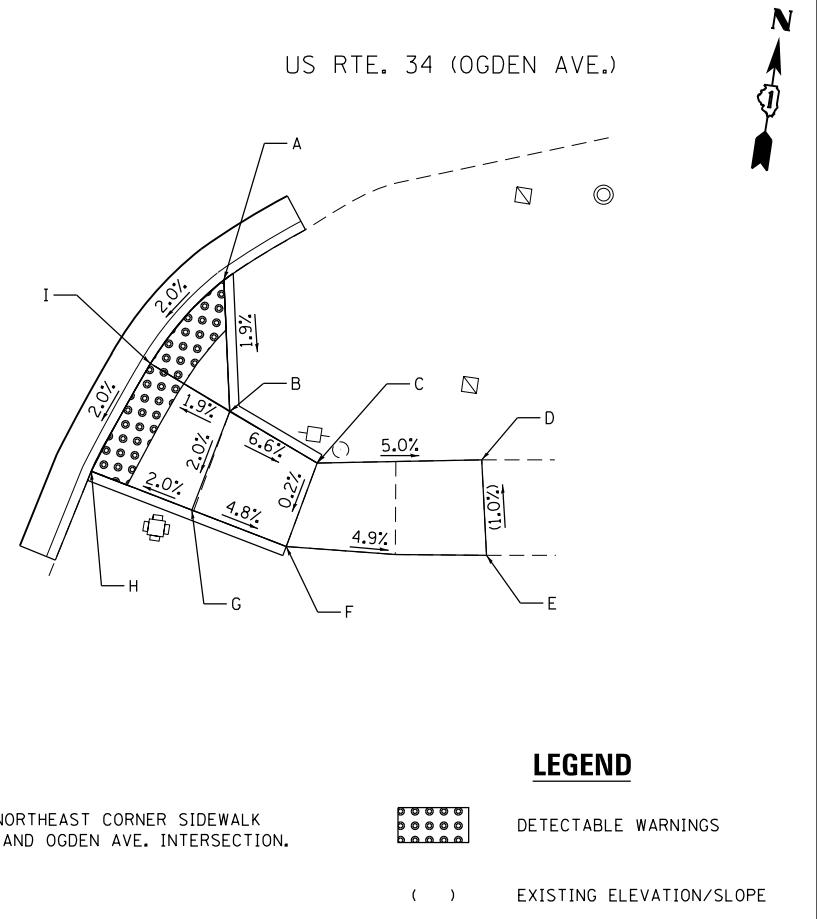 N
1
US RTE. 34 (OGDEN AVE.)
A
2.0%
I
1.9%
2.0%
B
C
1.9%
6.6%
5.0%
D
2.0%
0.2%
(1.0%)
2.0%
4.8%
4.9%
H
G
F
E
LEGEND
NORTHEAST CORNER SIDEWALK
AND OGDEN AVE. INTERSECTION.
DETECTABLE WARNINGS
( ) EXISTING ELEVATION/SLOPE